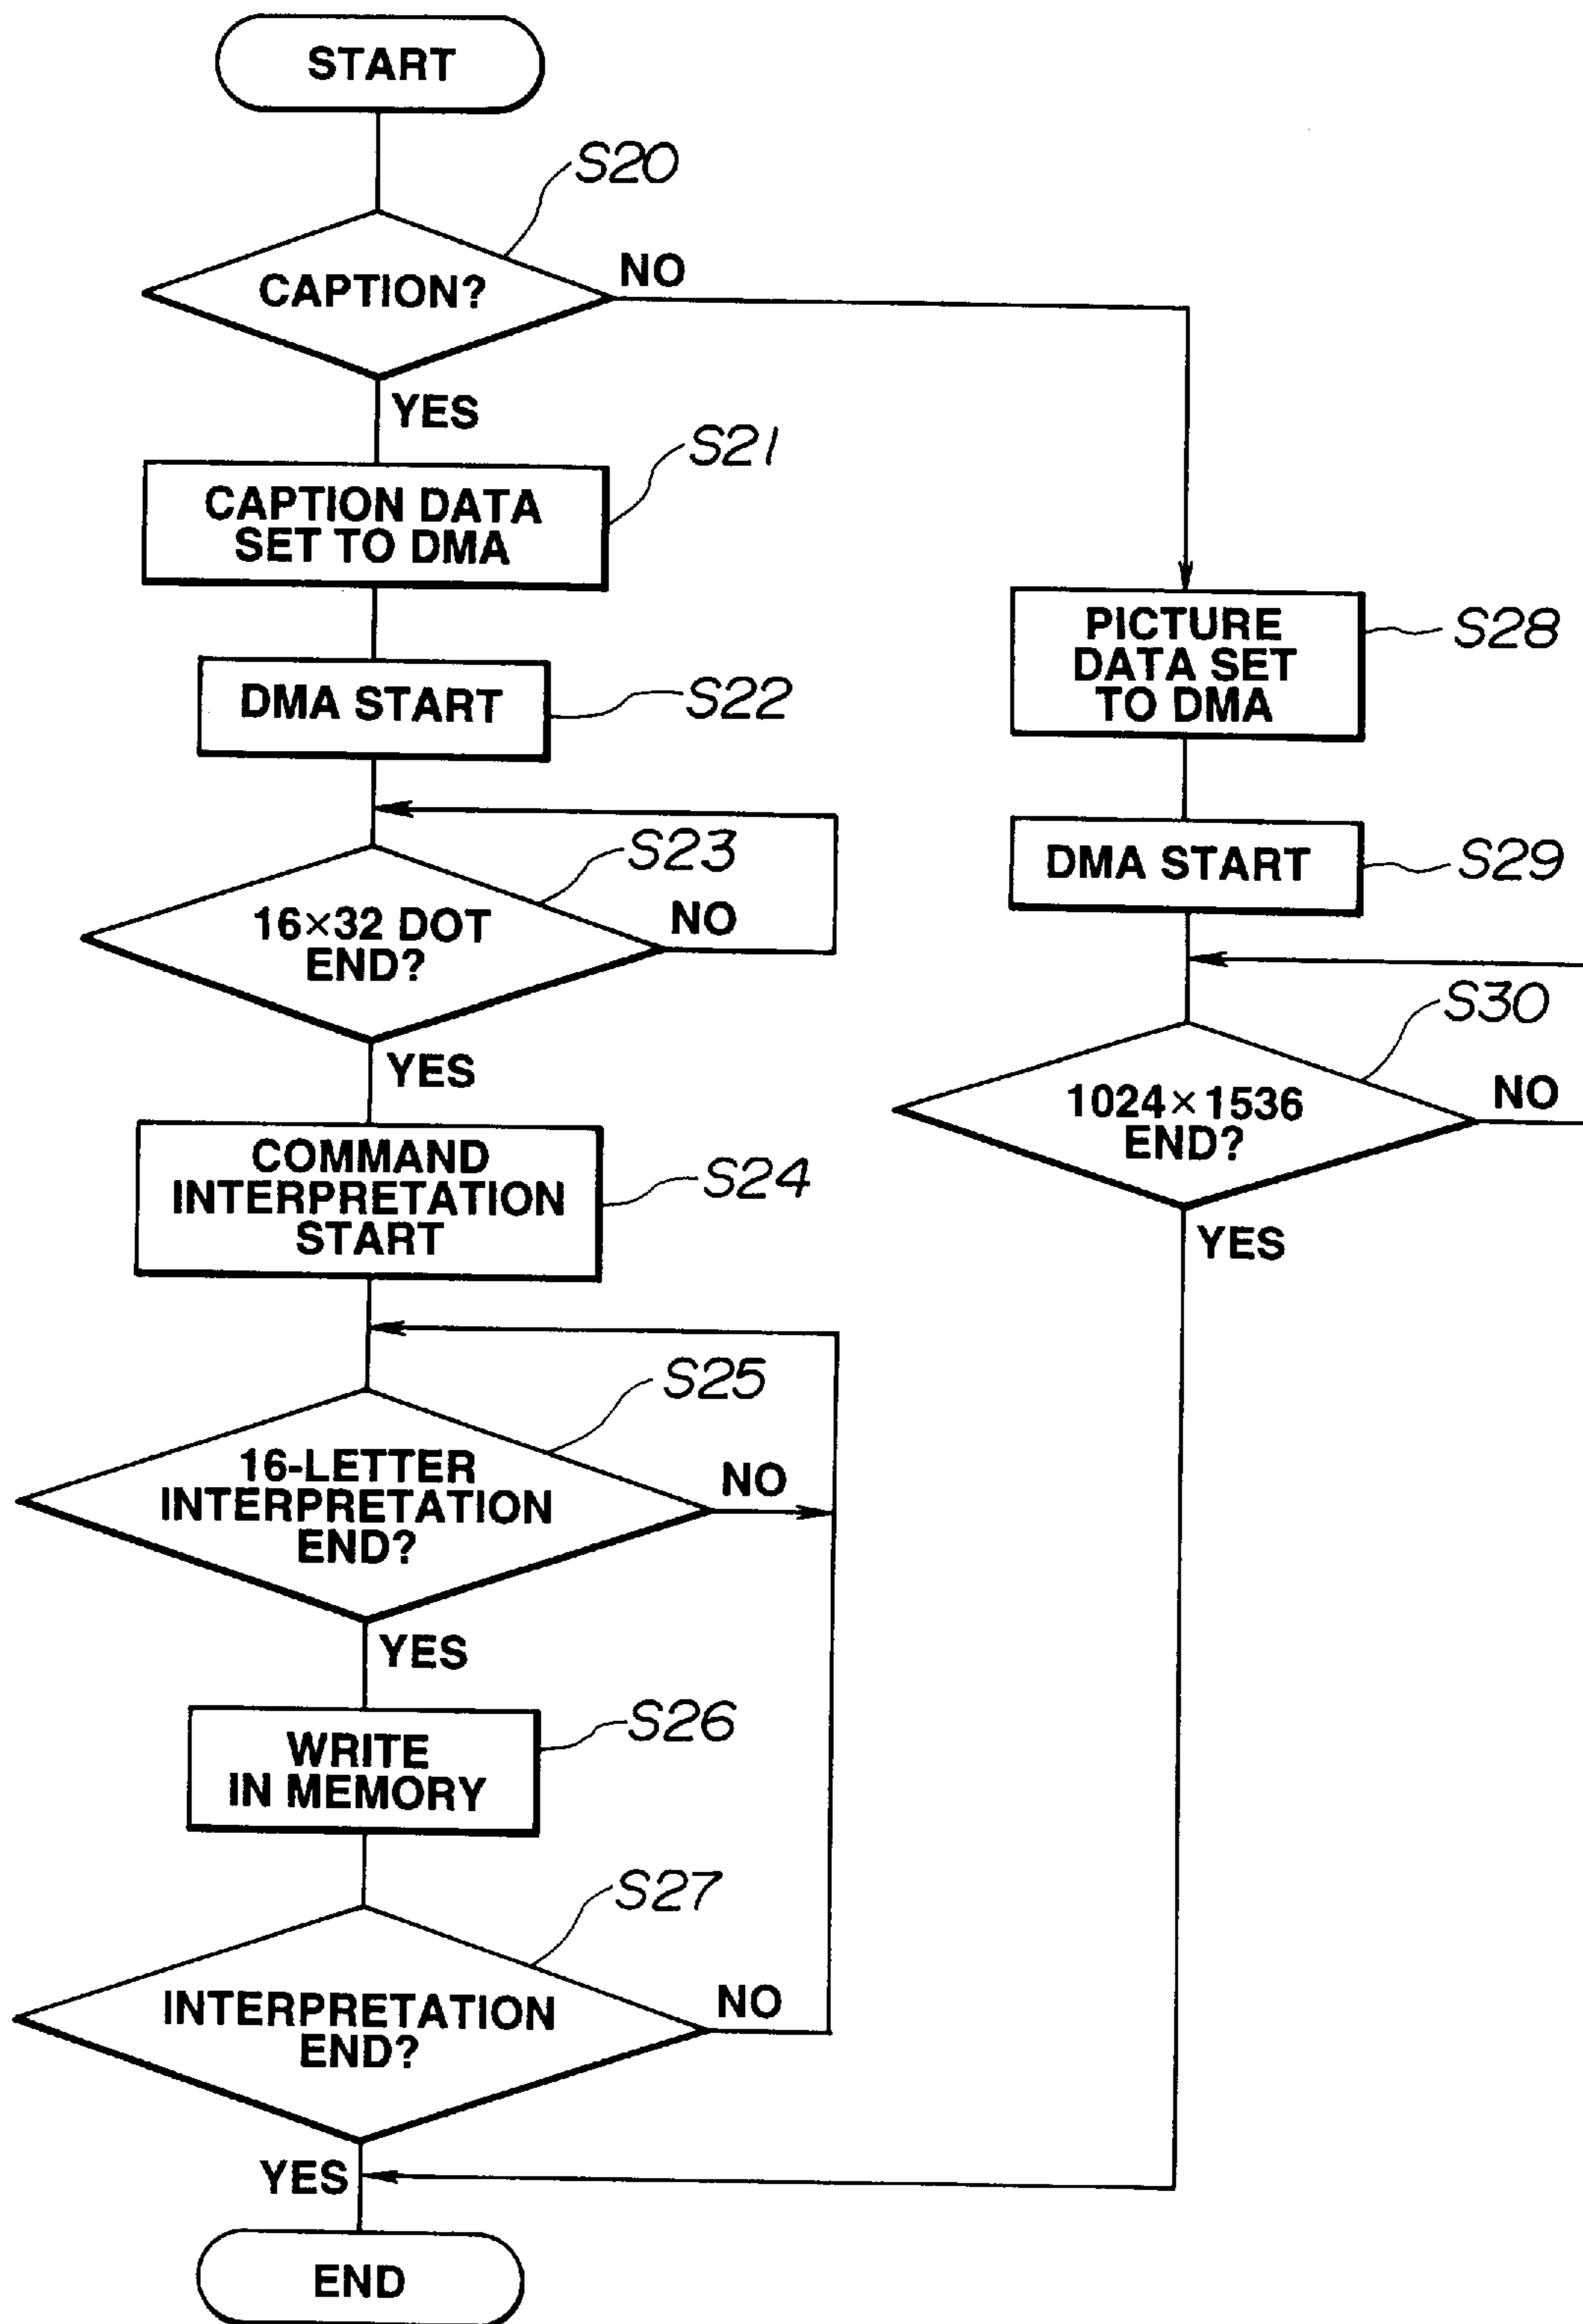 START
S20
CAPTION?
NO
YES
S21
CAPTION DATA
SET TO DMA
S22
DMA START
S23
16×32 DOT
END?
NO
YES
COMMAND
INTERPRETATION
START
S24
S25
16-LETTER
INTERPRETATION
END?
NO
YES
S26
WRITE
IN MEMORY
S27
INTERPRETATION
END?
NO
YES
END
PICTURE
DATA SET
TO DMA
S28
DMA START
S29
S30
1024×1536
END?
NO
YES